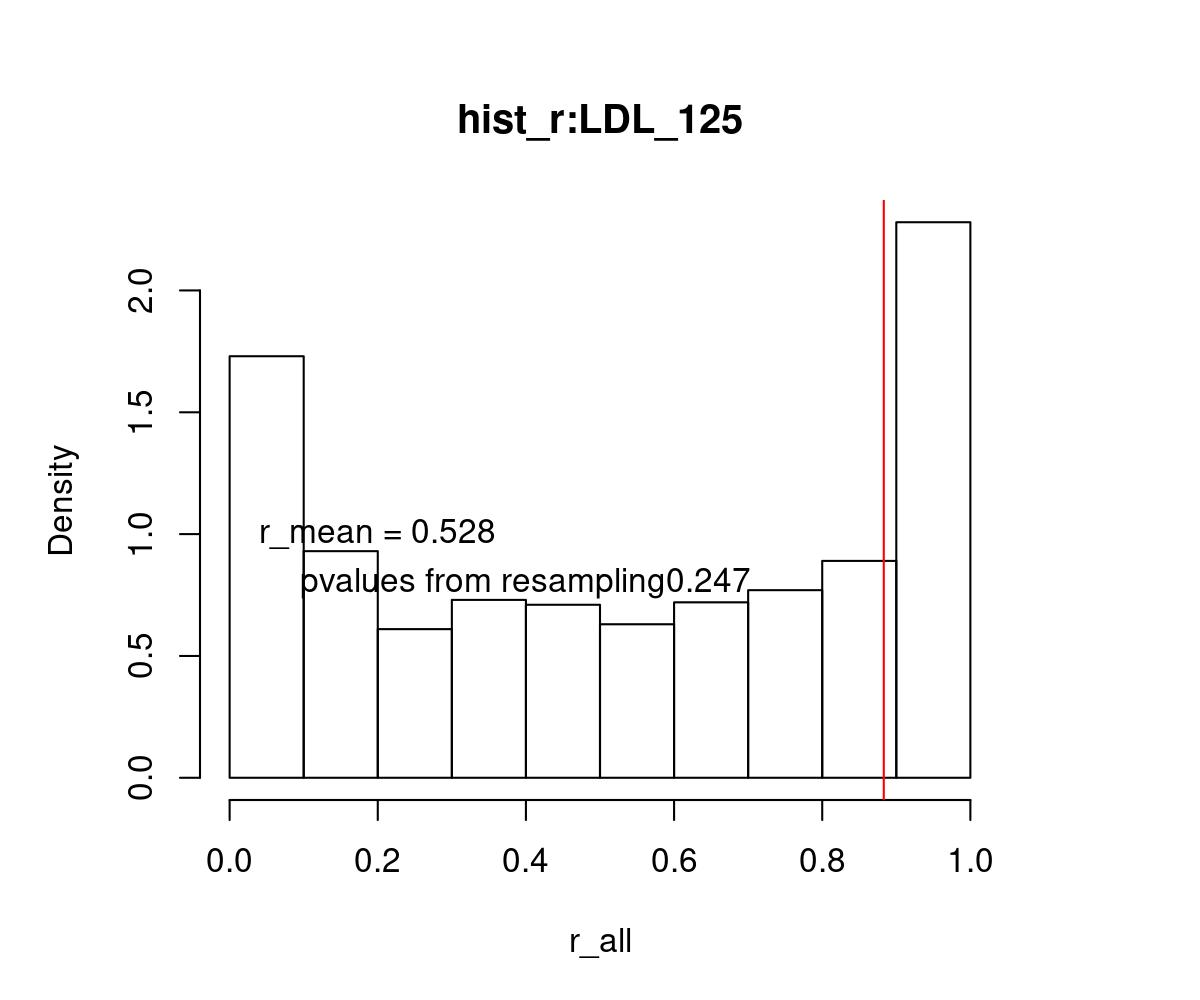 hist_r:LDL_125
Density
2.0
1.5
1.0
0.5
0.0
r_mean = 0.528
pvalues from resampling0.247
0.0 0.2 0.4 0.6 0.8 1.0
r_all